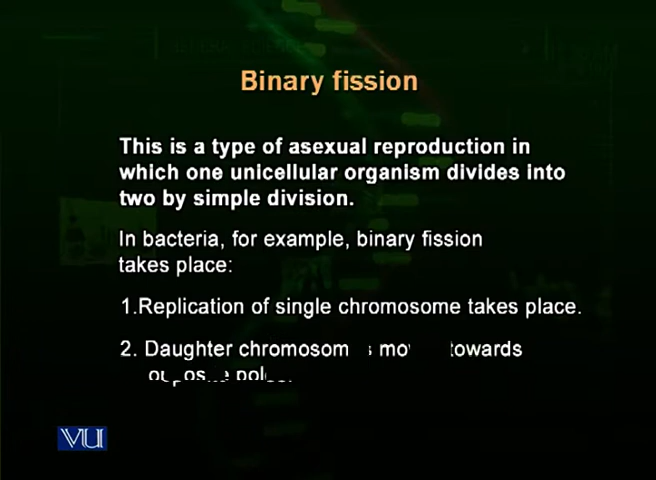 Binary fission
This is a type of asexual reproduction in
which one unicellular organism divides into
two by simple division.
In bacteria, for example, binary fission
takes place:
1.Replication of single chromosome takes place.
2. Daughter towards
VU